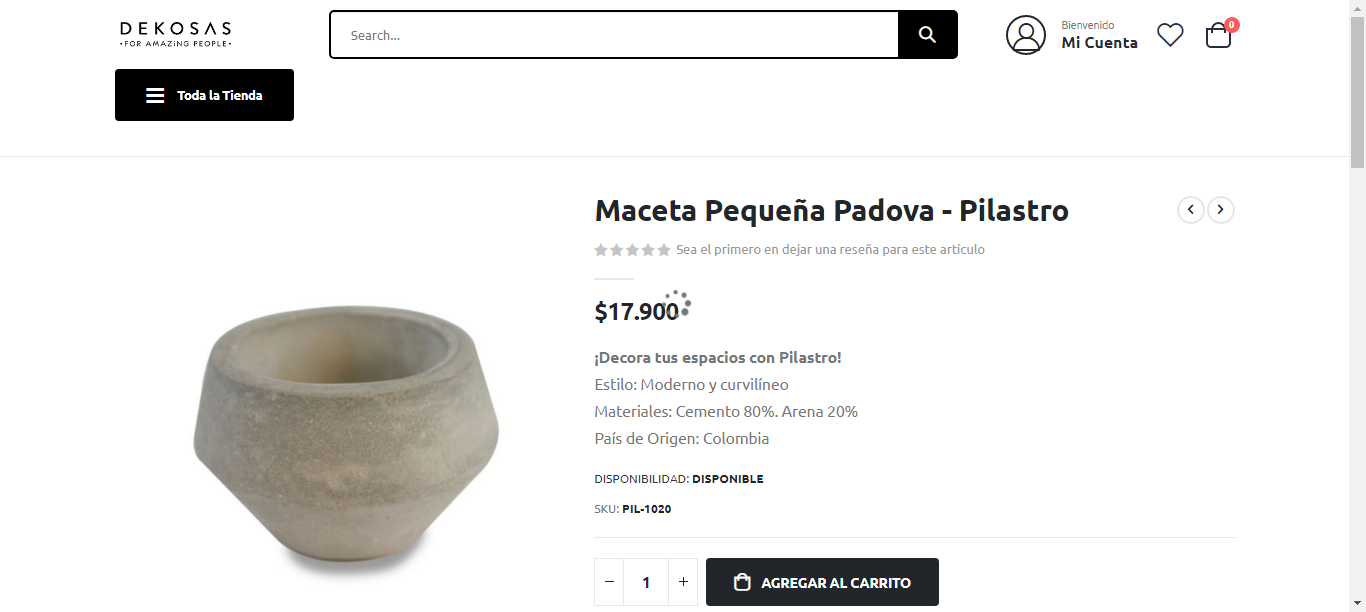 DEKOSAS
•FOR AMAZING PEOPLE•
Search...
Bienvenido
Mi Cuenta
0
Toda la Tienda
Maceta Pequeña Padova - Pilastro
Sea el primero en dejar una reseña para este artículo
$17.900
¡Decora tus espacios con Pilastro!
Estilo: Moderno y curvilíneo
Materiales: Cemento 80%. Arena 20%
País de Origen: Colombia
DISPONIBILIDAD: DISPONIBLE
SKU: PIL-1020
− 1 +
AGREGAR AL CARRITO